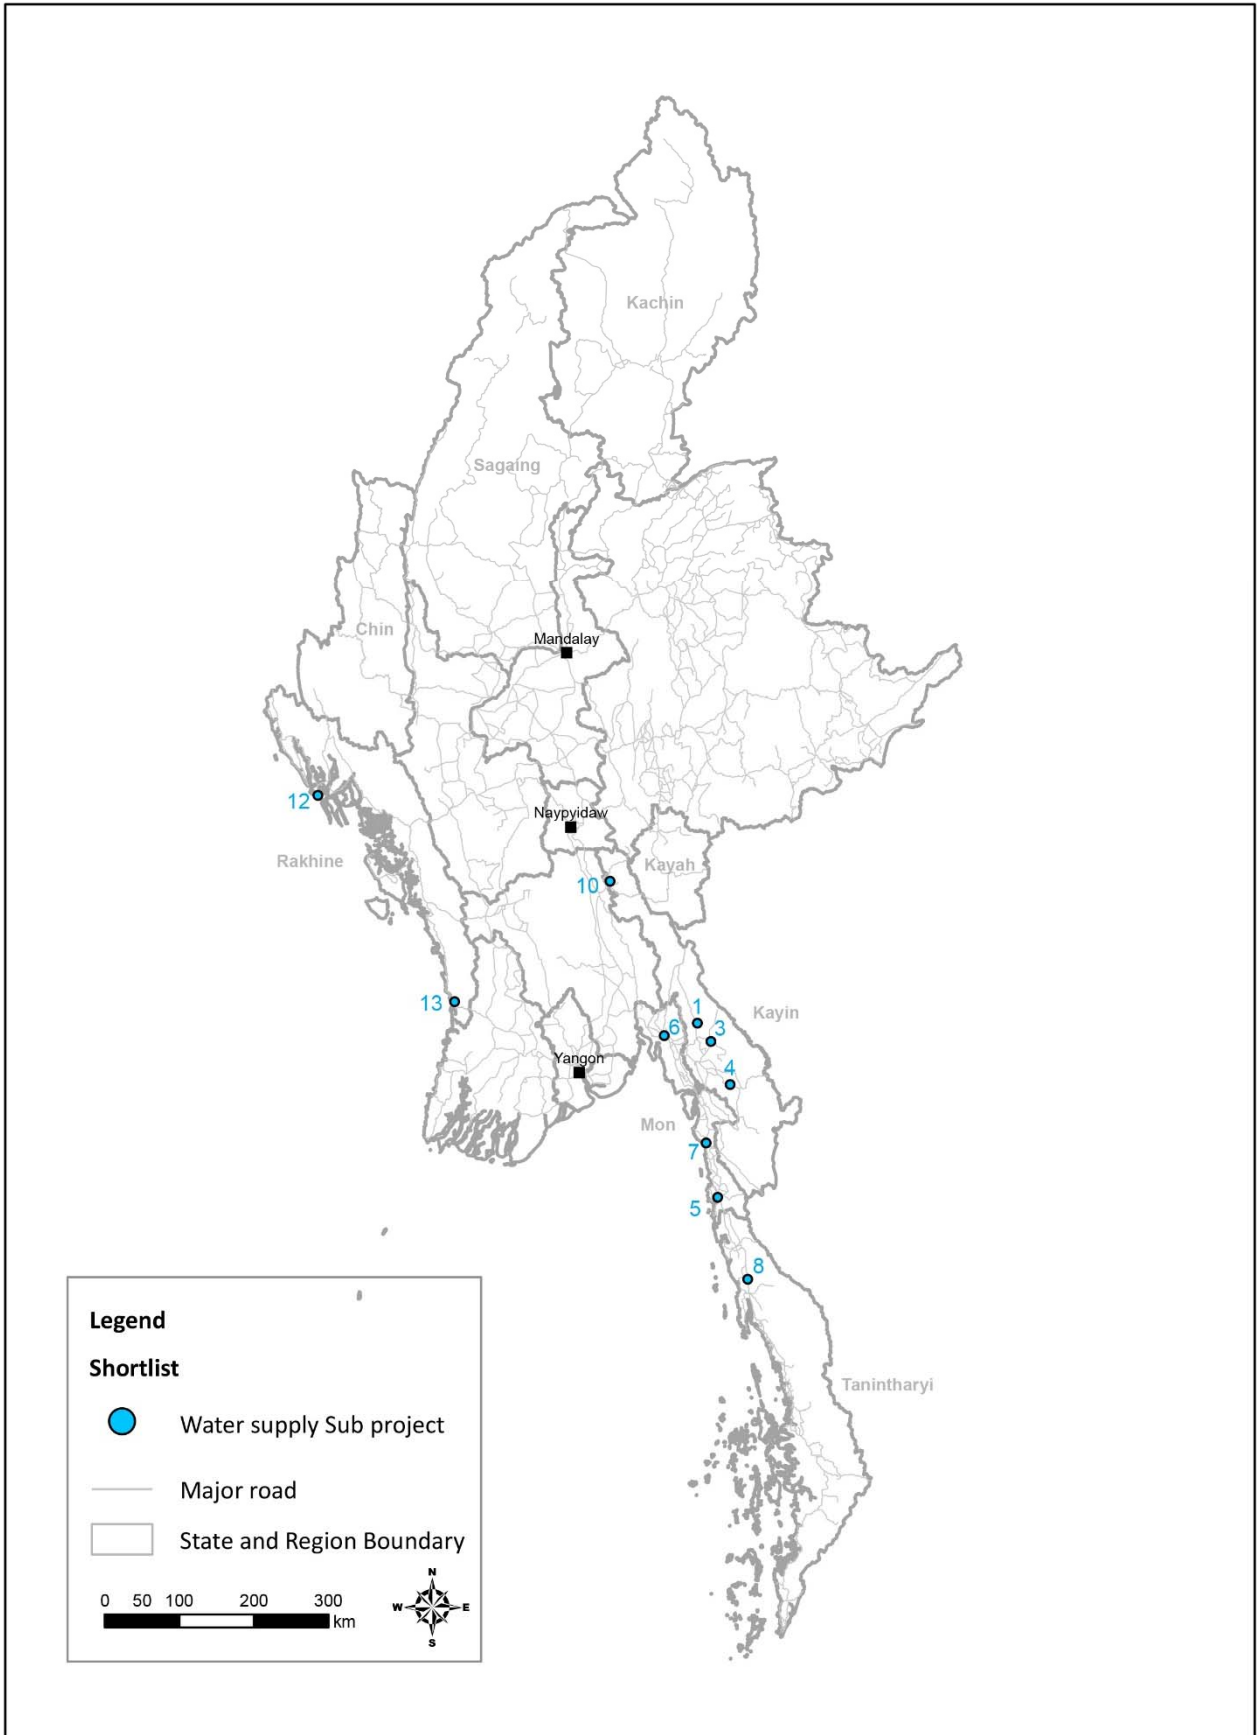 Kachin
Sagaing
Chin
Mandalay
12
Naypyidaw
Rakhine
Kayah
10
13
1
Kayin
6
3
Yangon
4
Mon
7
5
8
Legend
Shortlist
Water supply Sub project
Tanintharyi
Major road
State and Region Boundary
0 50 100 200 300
km
N
W E
S